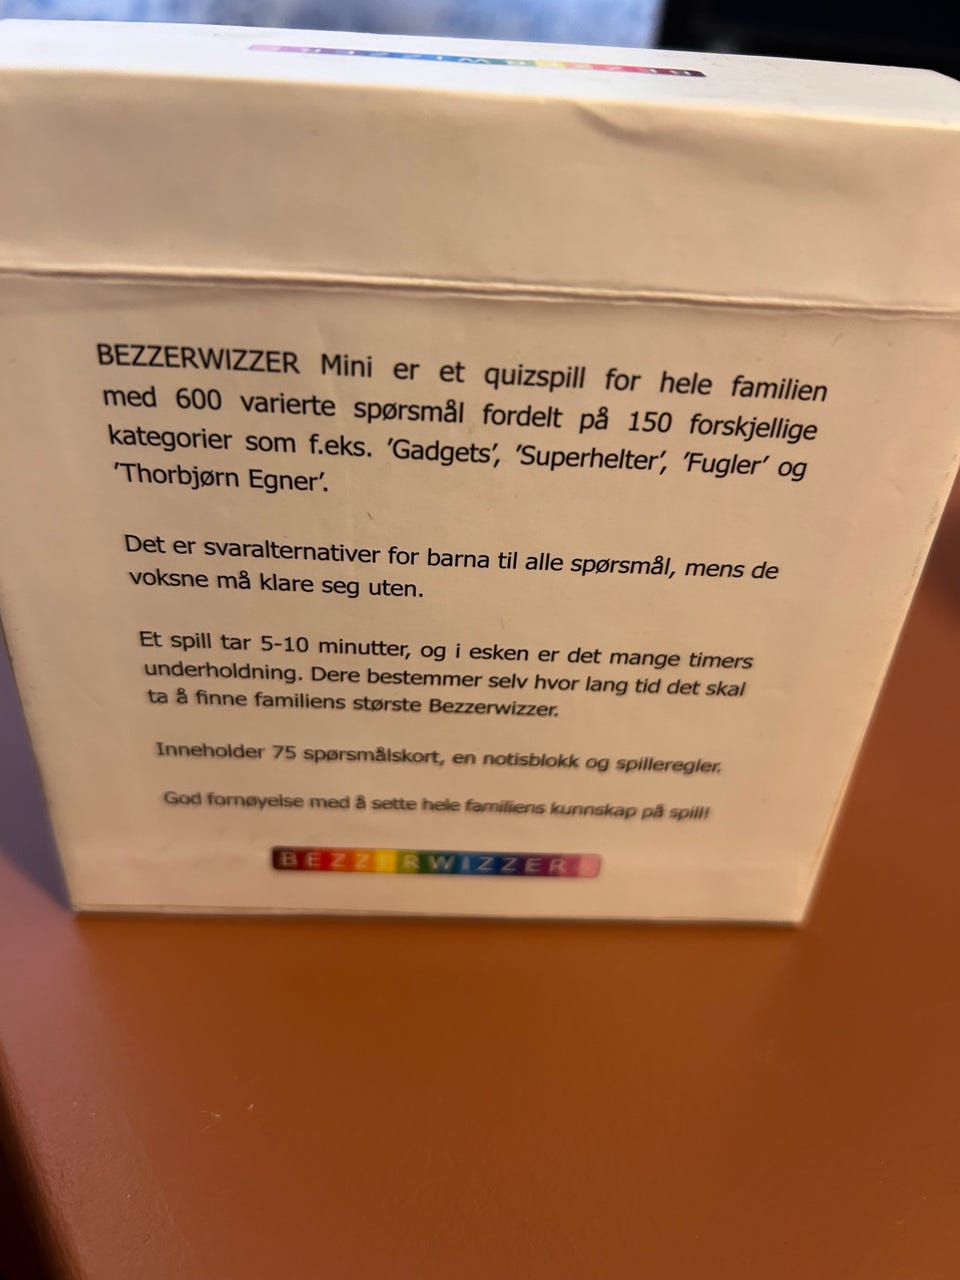 BEZZERWIZZER
BEZZERWIZZER Mini er et quizspill for hele familien
med 600 varierte spørsmål fordelt på 150 forskjellige
kategorier som f.eks. ’Gadgets’, ’Superhelter’, ’Fugler’ og
’Thorbjørn Egner’.
Det er svaralternativer for barna til alle spørsmål, mens de
voksne må klare seg uten.
Et spill tar 5-10 minutter, og i esken er det mange timers
underholdning. Dere bestemmer selv hvor lang tid det skal
ta å finne familiens største Bezzerwizzer.
Inneholder 75 spørsmålskort, en notisblokk og spilleregler.
God fornøyelse med å sette hele familiens kunnskap på spill!
BEZZERWIZZER